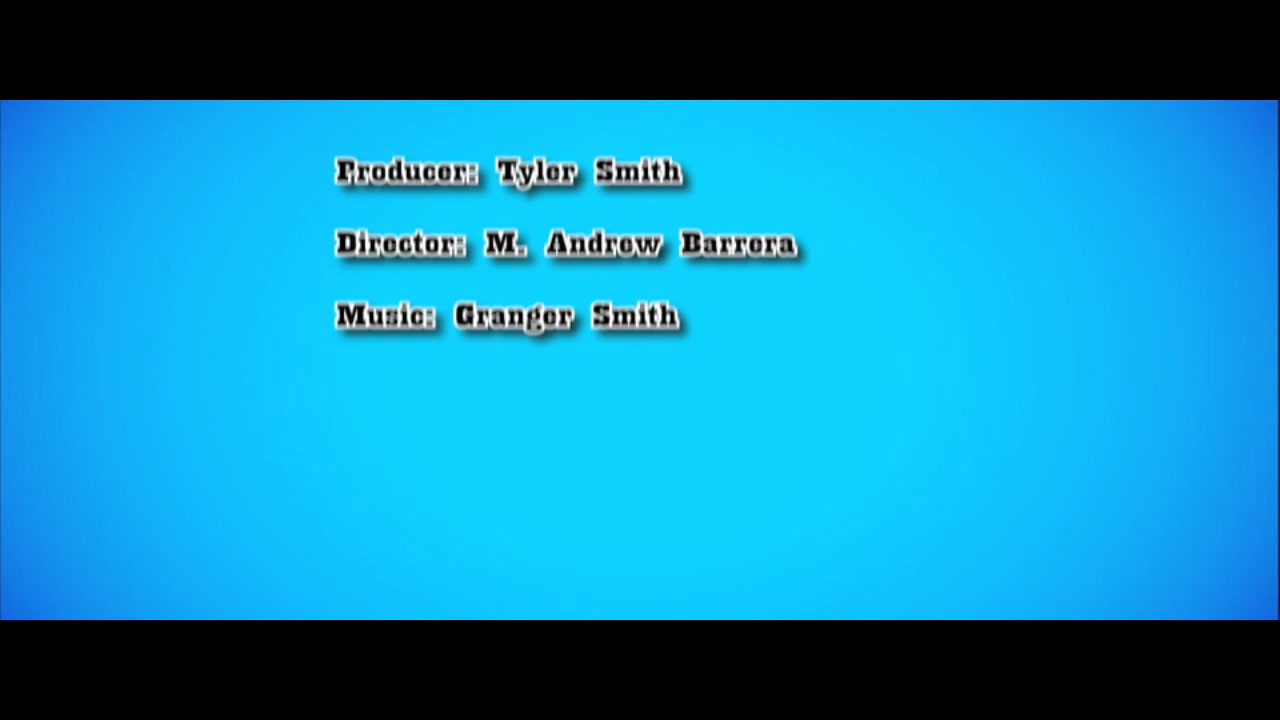 Producer: Tyler Smith
Director: M. Andrew Barrera
Music: Granger Smith